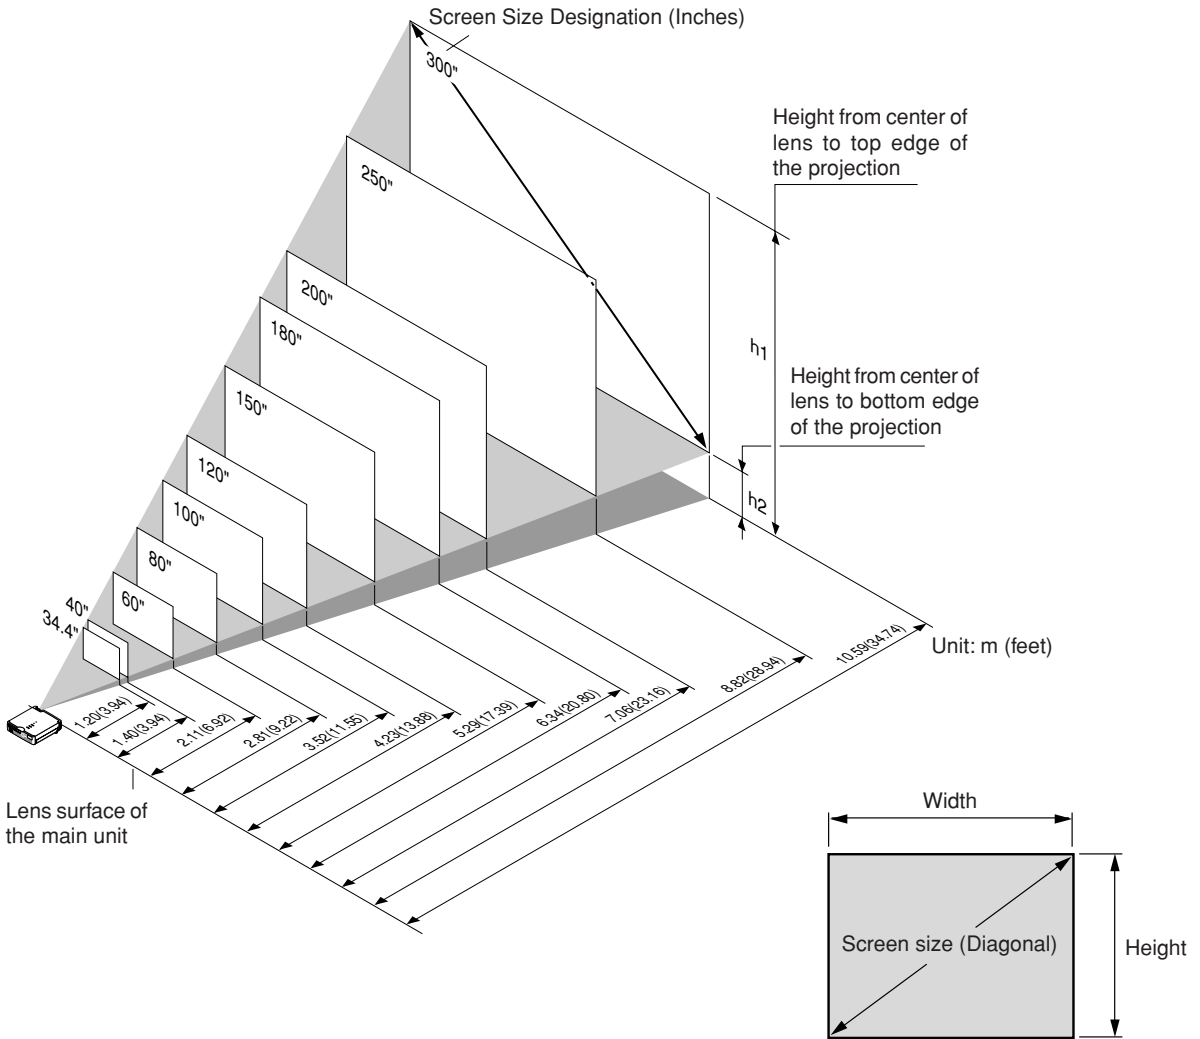 Screen Size Designation (Inches)
300"
Height from center of
lens to top edge of
the projection
250"
200"
180"
h1
Height from center of
lens to bottom edge
of the projection
150"
120"
h2
100"
80"
60"
40"
34.4"
10.59(34.74)
Unit: m (feet)
8.82(28.94)
7.06(23.16)
6.34(20.80)
5.29(17.39)
4.23(13.88)
3.52(11.55)
2.81(9.22)
2.11(6.92)
1.40(3.94)
1.20(3.94)
Lens surface of
the main unit
Width
Screen size (Diagonal)
Height